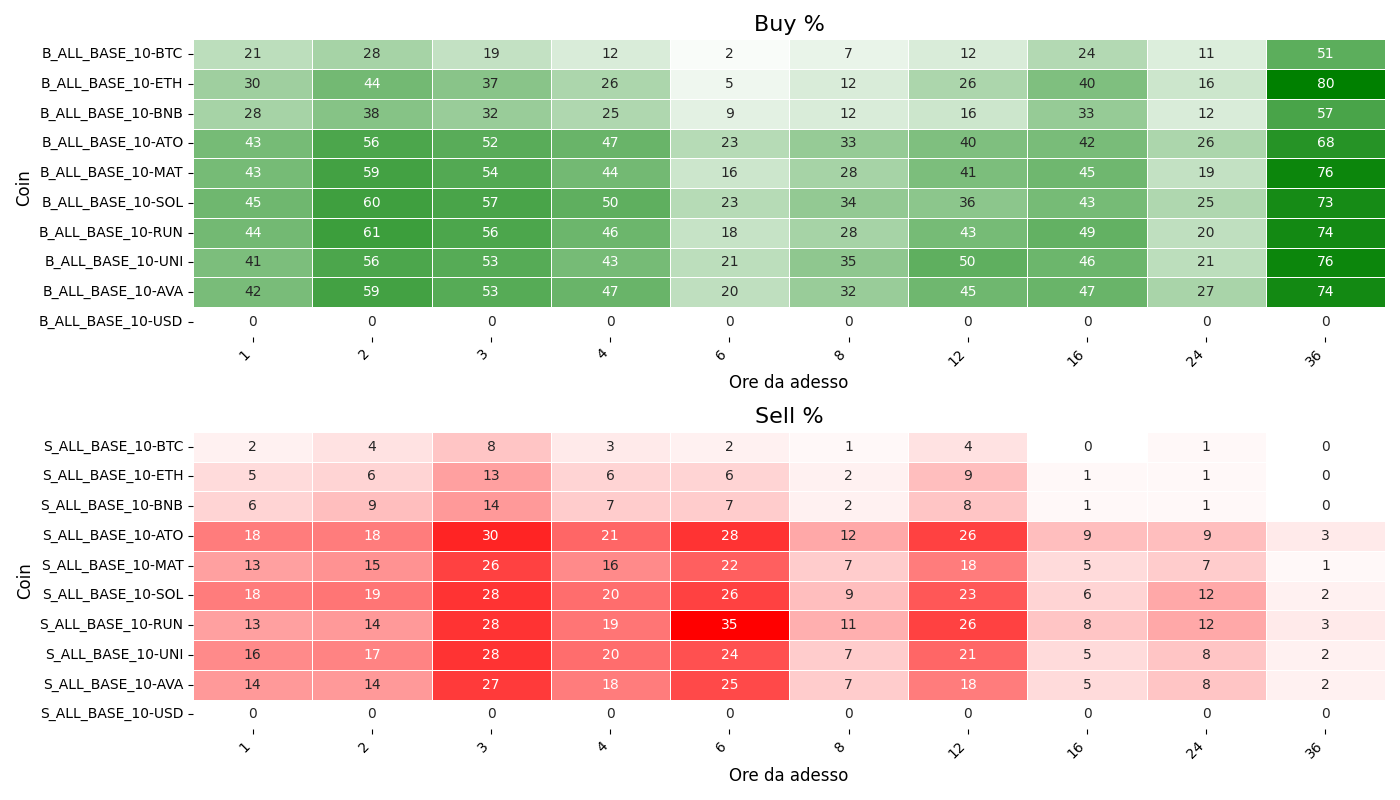 Buy %
Coin
B_ALL_BASE_10-BTC 21 28 19 12 2 7 12 24 11 51
B_ALL_BASE_10-ETH 30 44 37 26 5 12 26 40 16 80
B_ALL_BASE_10-BNB 28 38 32 25 9 12 16 33 12 57
B_ALL_BASE_10-ATO 43 56 52 47 23 33 40 42 26 68
B_ALL_BASE_10-MAT 43 59 54 44 16 28 41 45 19 76
B_ALL_BASE_10-SOL 45 60 57 50 23 34 36 43 25 73
B_ALL_BASE_10-RUN 44 61 56 46 18 28 43 49 20 74
B_ALL_BASE_10-UNI 41 56 53 43 21 35 50 46 21 76
B_ALL_BASE_10-AVA 42 59 53 47 20 32 45 47 27 74
B_ALL_BASE_10-USD 0 0 0 0 0 0 0 0 0 0
1 2 3 4 6 8 12 16 24 36
Ore da adesso
Sell %
Coin
S_ALL_BASE_10-BTC 2 4 8 3 2 1 4 0 1 0
S_ALL_BASE_10-ETH 5 6 13 6 6 2 9 1 1 0
S_ALL_BASE_10-BNB 6 9 14 7 7 2 8 1 1 0
S_ALL_BASE_10-ATO 18 18 30 21 28 12 26 9 9 3
S_ALL_BASE_10-MAT 13 15 26 16 22 7 18 5 7 1
S_ALL_BASE_10-SOL 18 19 28 20 26 9 23 6 12 2
S_ALL_BASE_10-RUN 13 14 28 19 35 11 26 8 12 3
S_ALL_BASE_10-UNI 16 17 28 20 24 7 21 5 8 2
S_ALL_BASE_10-AVA 14 14 27 18 25 7 18 5 8 2
S_ALL_BASE_10-USD 0 0 0 0 0 0 0 0 0 0
1 2 3 4 6 8 12 16 24 36
Ore da adesso